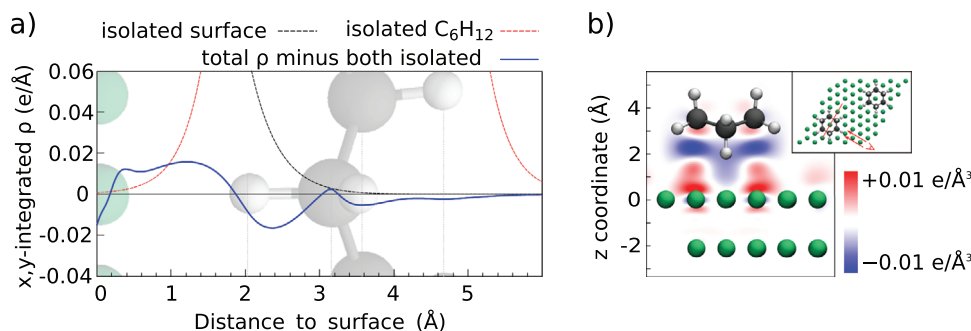 a)
isolated surface
isolated C₆H₁₂
total ρ minus both isolated
x,y-integrated ρ (e/Å)
0.06
0.04
0.02
0
-0.02
-0.04
0 1 2 3 4 5
Distance to surface (Å)
b)
z coordinate (Å)
4
2
0
-2
+0.01 e/Å³
−0.01 e/Å³